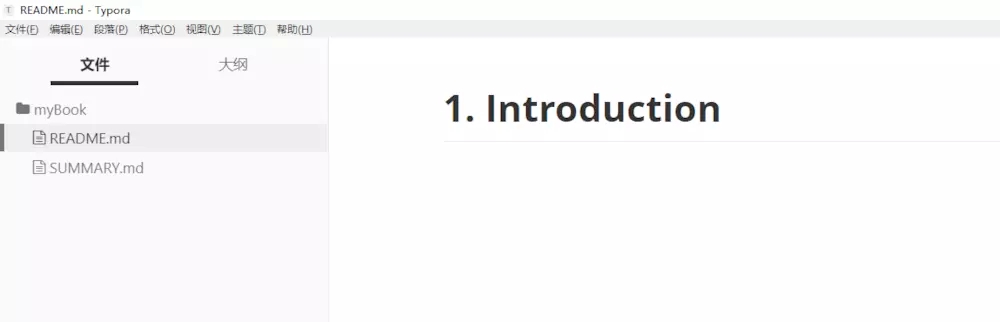 T README.md - Typora
文件(F) 编辑(E) 段落(P) 格式(O) 视图(V) 主题(T) 帮助(H)
文件 大纲
myBook
README.md
SUMMARY.md
1. Introduction